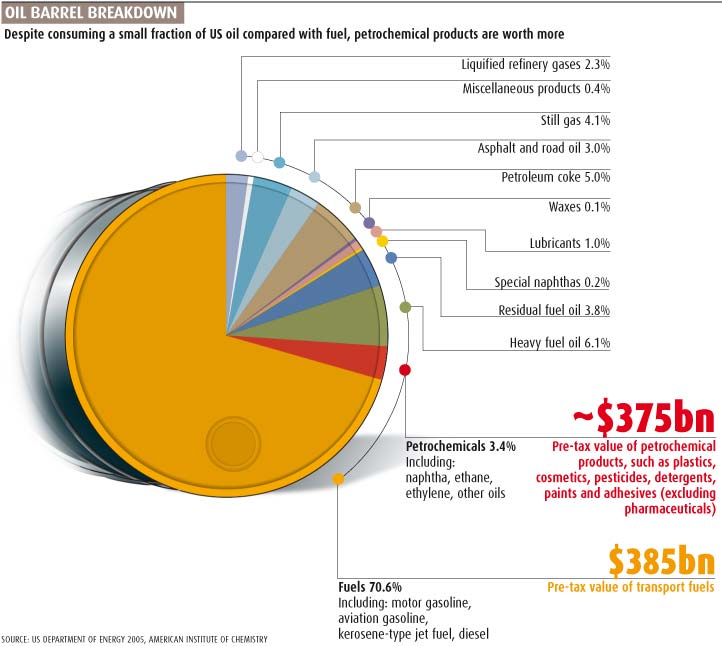 OIL BARREL BREAKDOWN
Despite consuming a small fraction of US oil compared with fuel, petrochemical products are worth more
Liquified refinery gases 2.3%
Miscellaneous products 0.4%
Still gas 4.1%
Asphalt and road oil 3.0%
Petroleum coke 5.0%
Waxes 0.1%
Lubricants 1.0%
Special naphthas 0.2%
Residual fuel oil 3.8%
Heavy fuel oil 6.1%
~$375bn
Pre-tax value of petrochemical
products, such as plastics,
cosmetics, pesticides, detergents,
paints and adhesives (excluding
pharmaceuticals)
Petrochemicals 3.4%
Including:
naphtha, ethane,
ethylene, other oils
$385bn
Pre-tax value of transport fuels
Fuels 70.6%
Including: motor gasoline,
aviation gasoline,
kerosene-type jet fuel, diesel
SOURCE: US DEPARTMENT OF ENERGY 2005, AMERICAN INSTITUTE OF CHEMISTRY